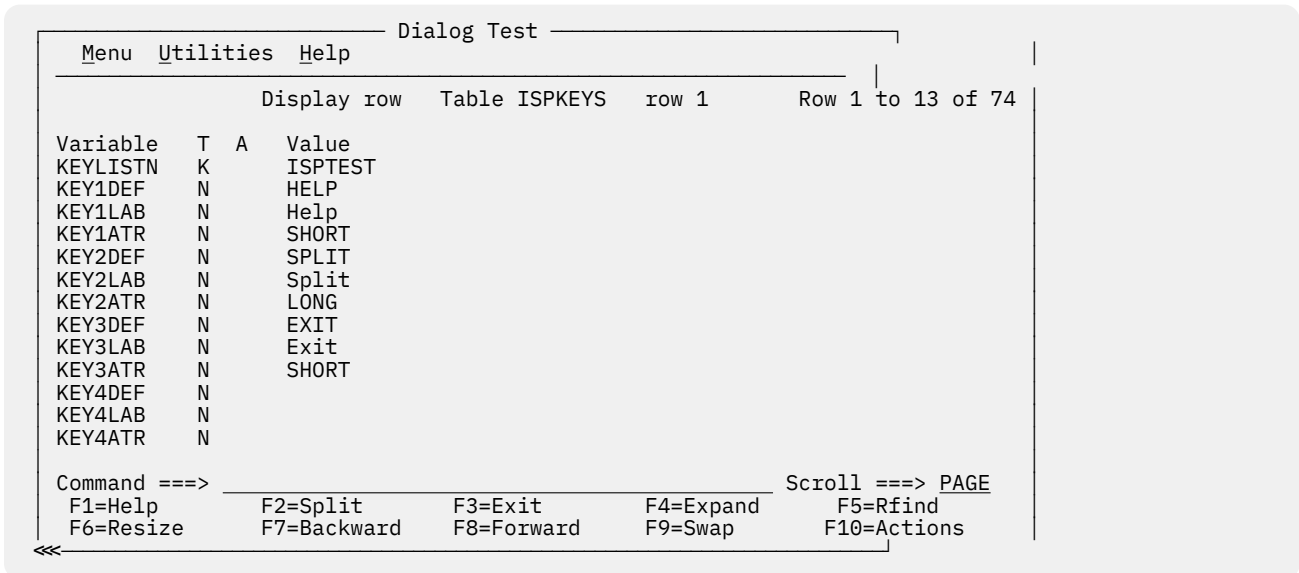 Dialog Test
Menu Utilities Help
Display row Table ISPKEYS row 1 Row 1 to 13 of 74
Variable T A Value
KEYLISTN K ISPTEST
KEY1DEF N HELP
KEY1LAB N Help
KEY1ATR N SHORT
KEY2DEF N SPLIT
KEY2LAB N Split
KEY2ATR N LONG
KEY3DEF N EXIT
KEY3LAB N Exit
KEY3ATR N SHORT
KEY4DEF N
KEY4LAB N
KEY4ATR N
Command ===> Scroll ===> PAGE
F1=Help F2=Split F3=Exit F4=Expand F5=Rfind
F6=Resize F7=Backward F8=Forward F9=Swap F10=Actions
<<<